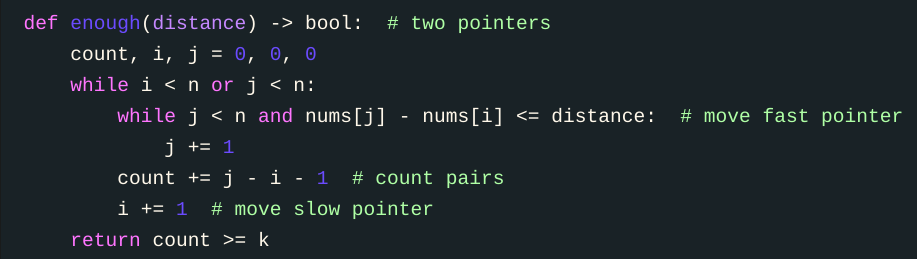 def enough(distance) -> bool:  # two pointers
    count, i, j = 0, 0, 0
    while i < n or j < n:
        while j < n and nums[j] - nums[i] <= distance:  # move fast pointer
            j += 1
        count += j - i - 1  # count pairs
        i += 1  # move slow pointer
    return count >= k